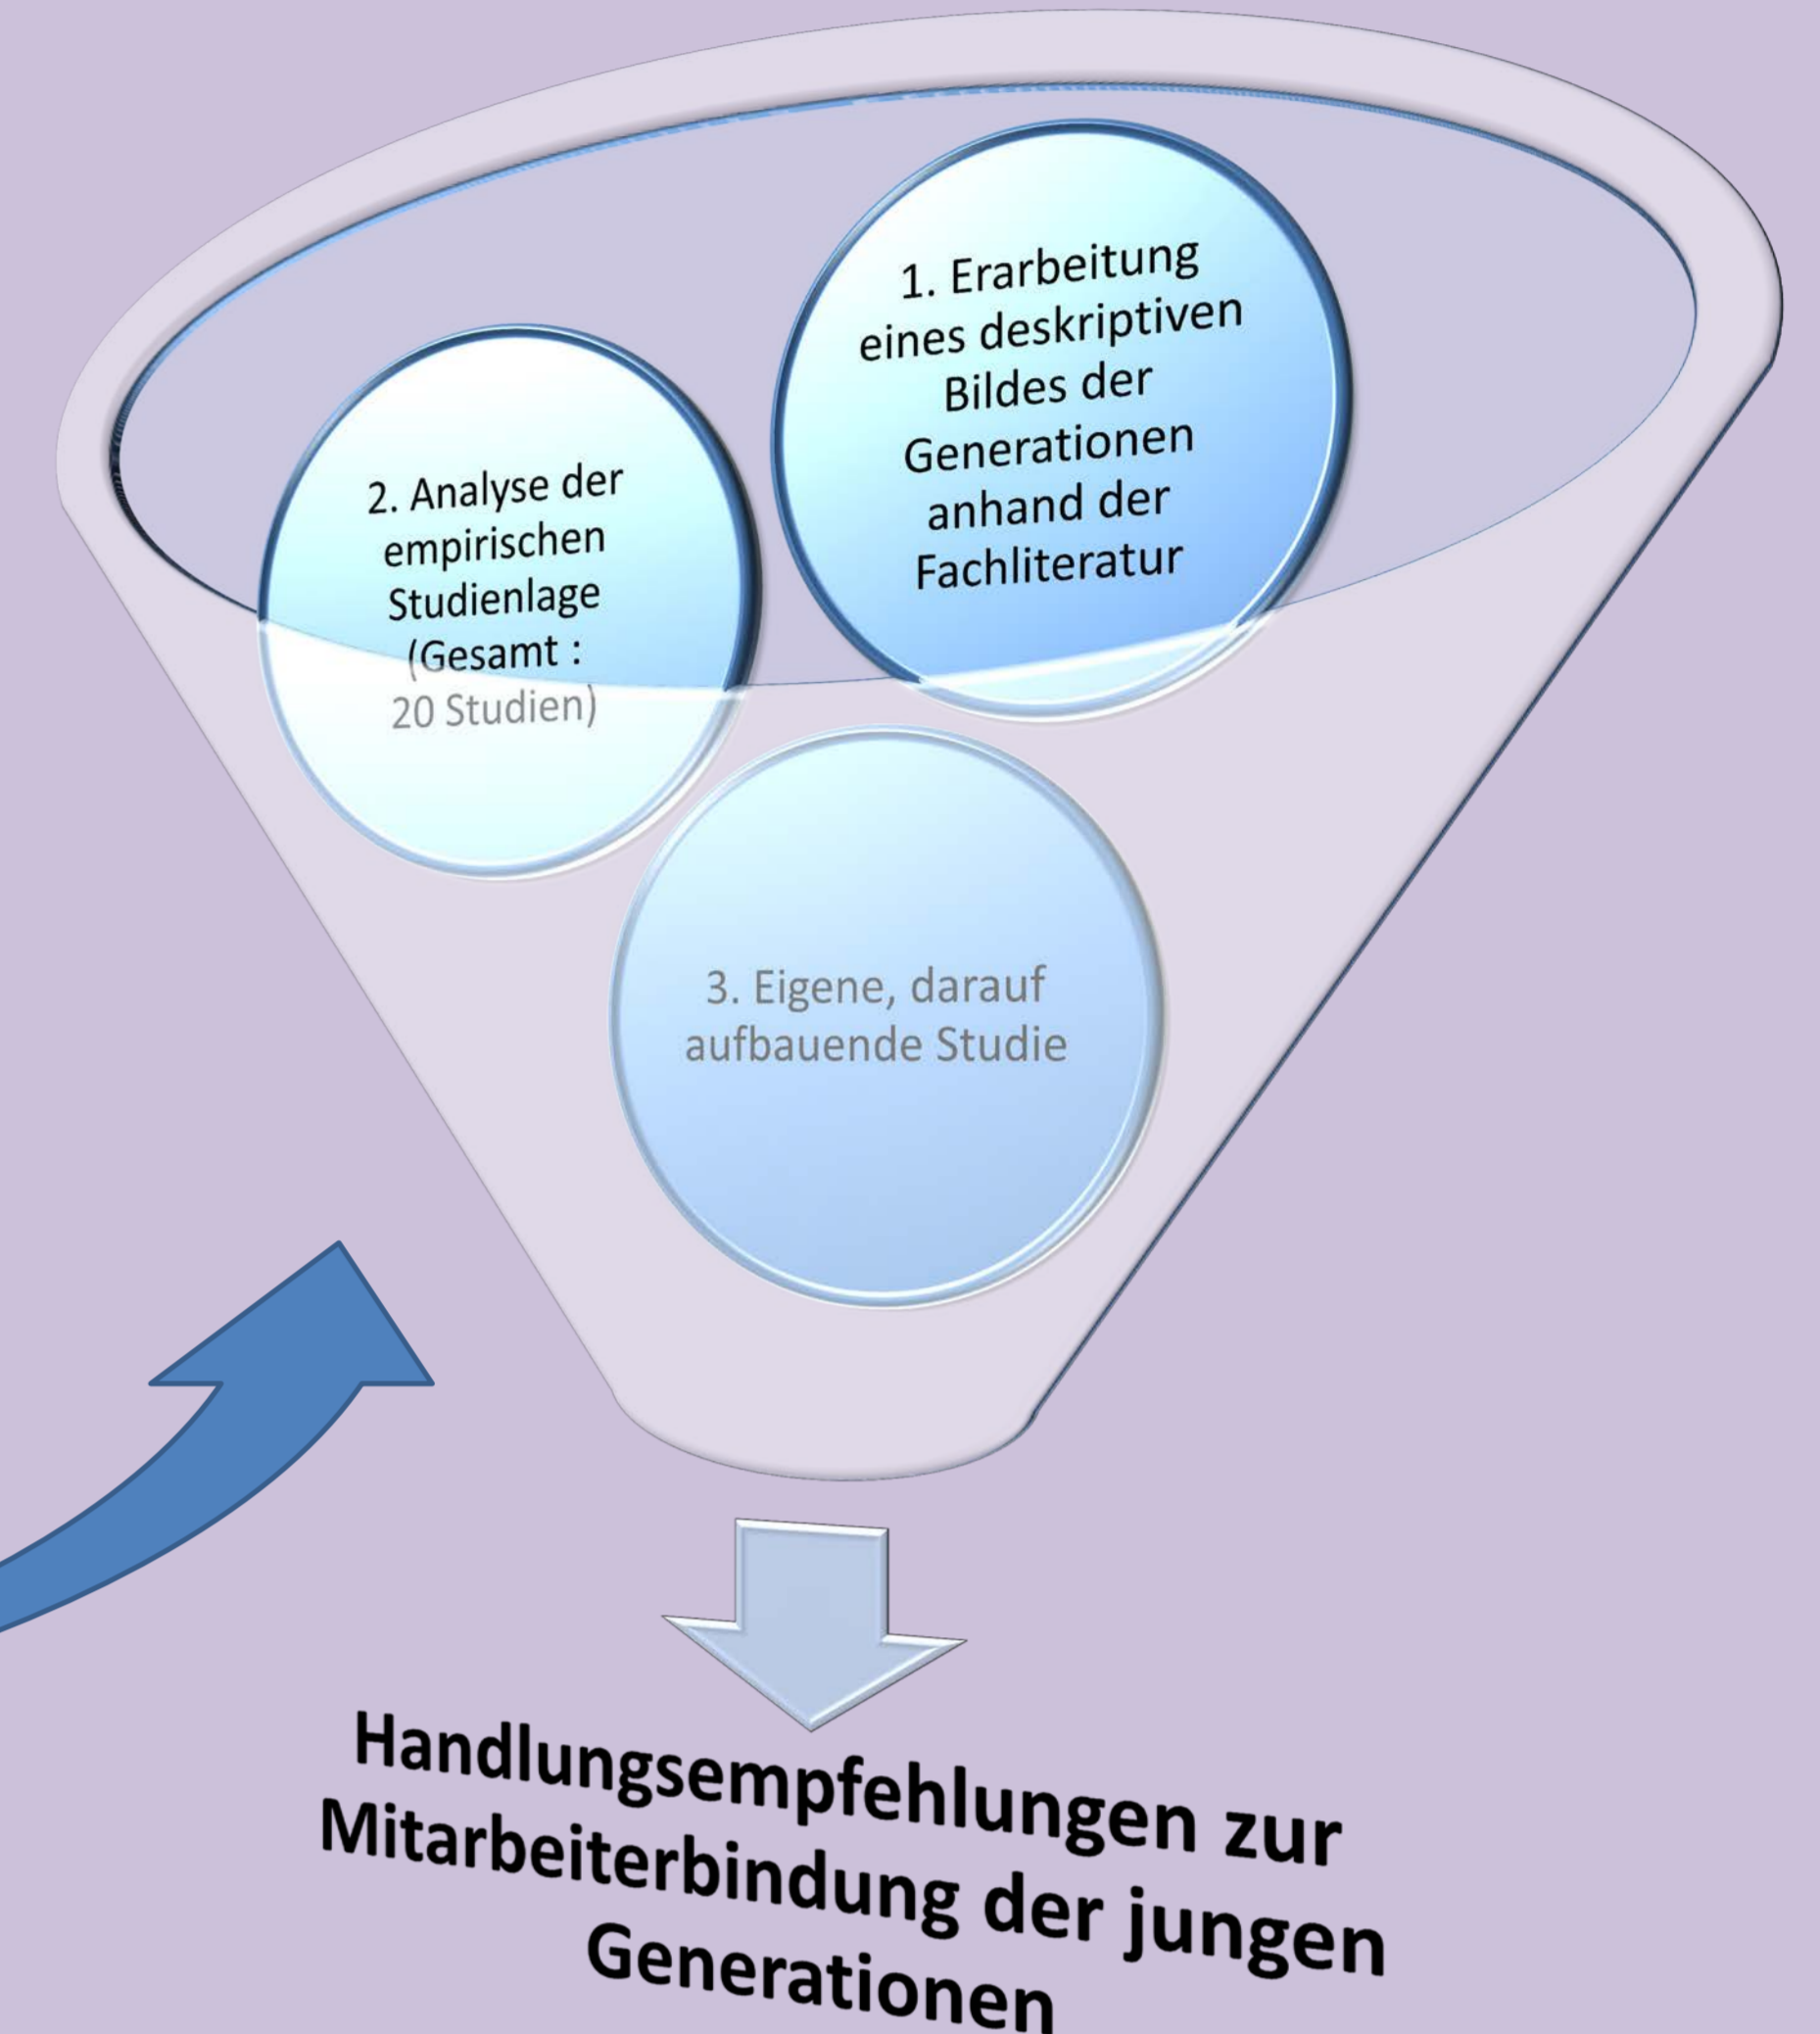 1. Erarbeitung
eines deskriptiven
Bildes der
Generationen
anhand der
Fachliteratur
2. Analyse der
empirischen
Studienlage
(Gesamt :
20 Studien)
3. Eigene, darauf
aufbauende Studie
Handlungsempfehlungen zur
Mitarbeiterbindung der jungen
Generationen